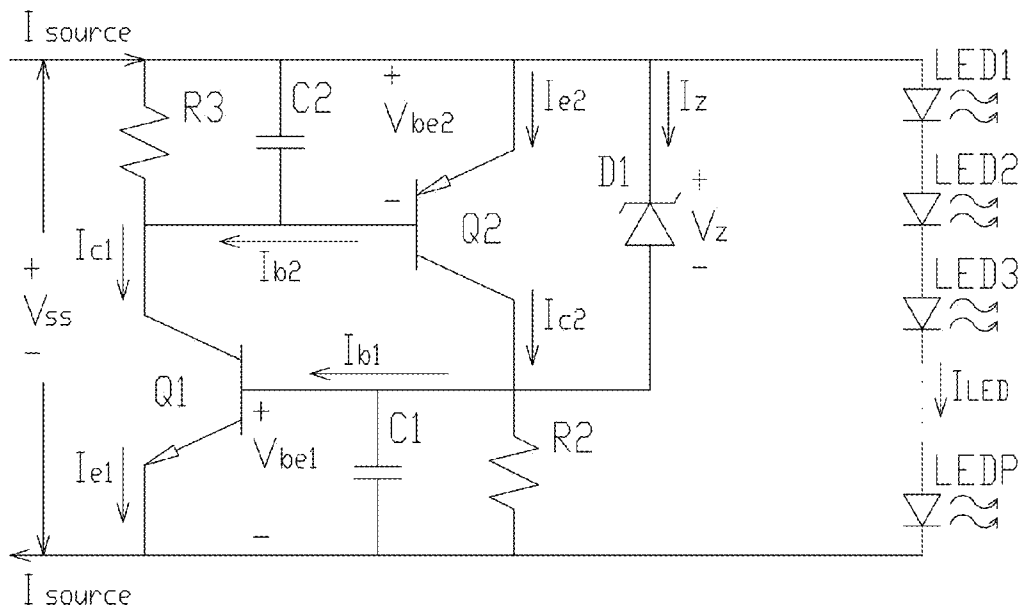 I source
R3
C2
+
Vbe2
-
Ie2
Iz
LED1
D1
+
Vz
-
LED2
Q2
Ic1
Ib2
+
Vss
-
LED3
Ic2
Ib1
ILED
Q1
+
Vbe1
-
C1
R2
Ie1
LEDP
I source